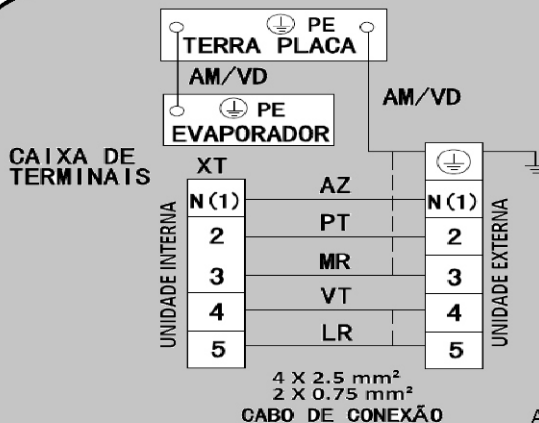 PE
TERRA PLACA
AM/VD
PE
EVAPORADOR
AM/VD
CAIXA DE
TERMINAIS
XT
UNIDADE INTERNA
N(1)
2
3
4
5
AZ
PT
MR
VT
LR
N(1)
2
3
4
5
UNIDADE EXTERNA
4 X 2.5 mm²
2 X 0.75 mm²
CABO DE CONEXÃO